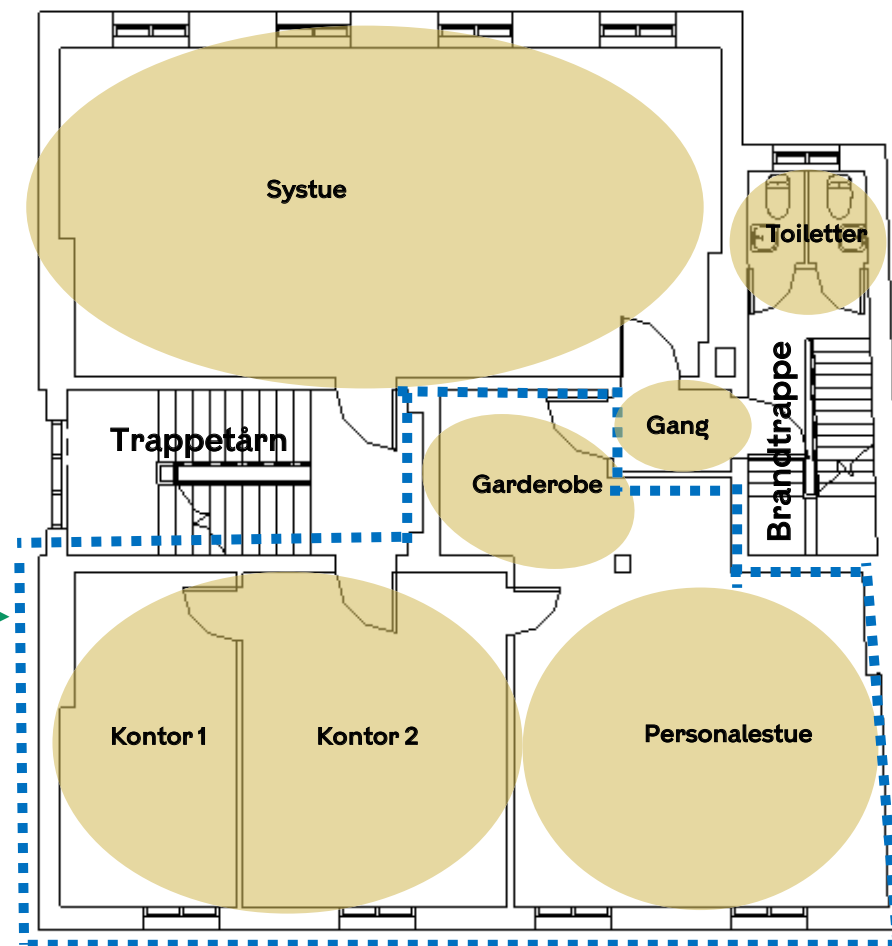 Systue
Toiletter
Brandtrappe
Gang
Trappetårn
Garderobe
Kontor 1
Kontor 2
Personalestue